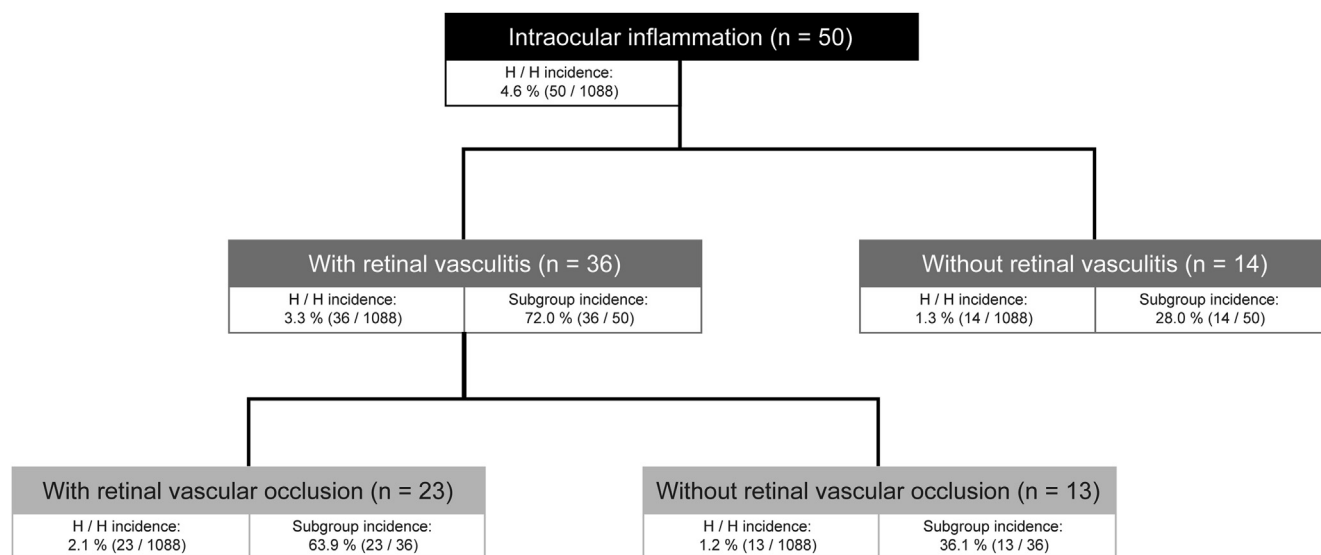 Intraocular inflammation (n = 50)
H / H incidence:
4.6 % (50 / 1088)
With retinal vasculitis (n = 36)
H / H incidence:
3.3 % (36 / 1088)
Subgroup incidence:
72.0 % (36 / 50)
Without retinal vasculitis (n = 14)
H / H incidence:
1.3 % (14 / 1088)
Subgroup incidence:
28.0 % (14 / 50)
With retinal vascular occlusion (n = 23)
H / H incidence:
2.1 % (23 / 1088)
Subgroup incidence:
63.9 % (23 / 36)
Without retinal vascular occlusion (n = 13)
H / H incidence:
1.2 % (13 / 1088)
Subgroup incidence:
36.1 % (13 / 36)